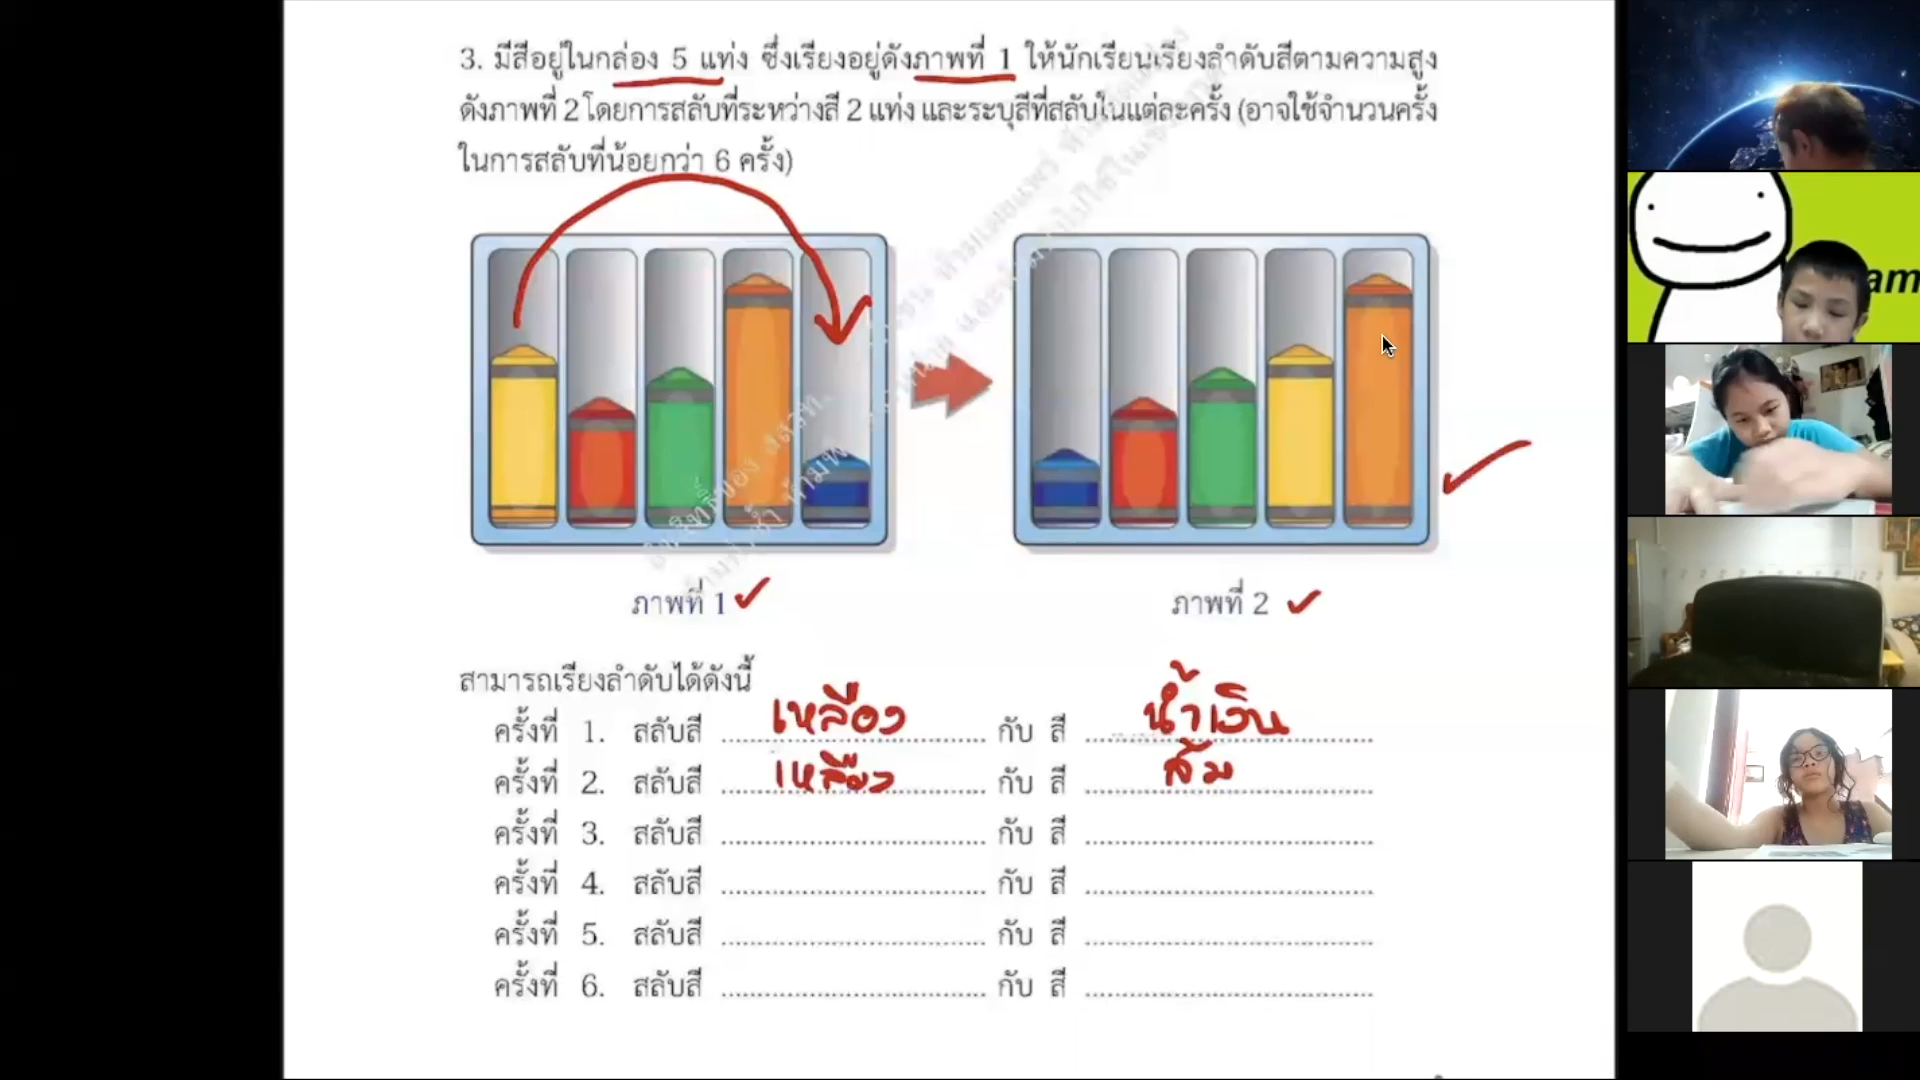 3. มีสีอยู่ในกล่อง 5 แท่ง ซึ่งเรียงอยู่ดังภาพที่ 1 ให้นักเรียนเรียงลำดับสีตามความสูง
ดังภาพที่ 2 โดยการสลับที่ระหว่างสี 2 แท่ง และระบุสีที่สลับในแต่ละครั้ง (อาจใช้จำนวนครั้ง
ในการสลับที่น้อยกว่า 6 ครั้ง)
am
ภาพที่ 1
ภาพที่ 2
สามารถเรียงลำดับได้ดังนี้
ครั้งที่ 1. สลับสี เหลือง กับ สี น้ำเงิน
ครั้งที่ 2. สลับสี เหลือง กับ สี ส้ม
ครั้งที่ 3. สลับสี กับ สี
ครั้งที่ 4. สลับสี กับ สี
ครั้งที่ 5. สลับสี กับ สี
ครั้งที่ 6. สลับสี กับ สี